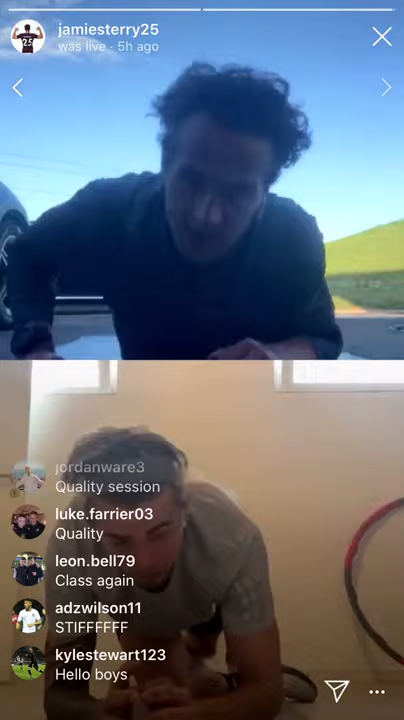 jamiesterry25
was live · 5h ago
jordanware3
Quality session
luke.farrier03
Quality
leon.bell79
Class again
adzwilson11
STIFFFFFF
kylestewart123
Hello boys